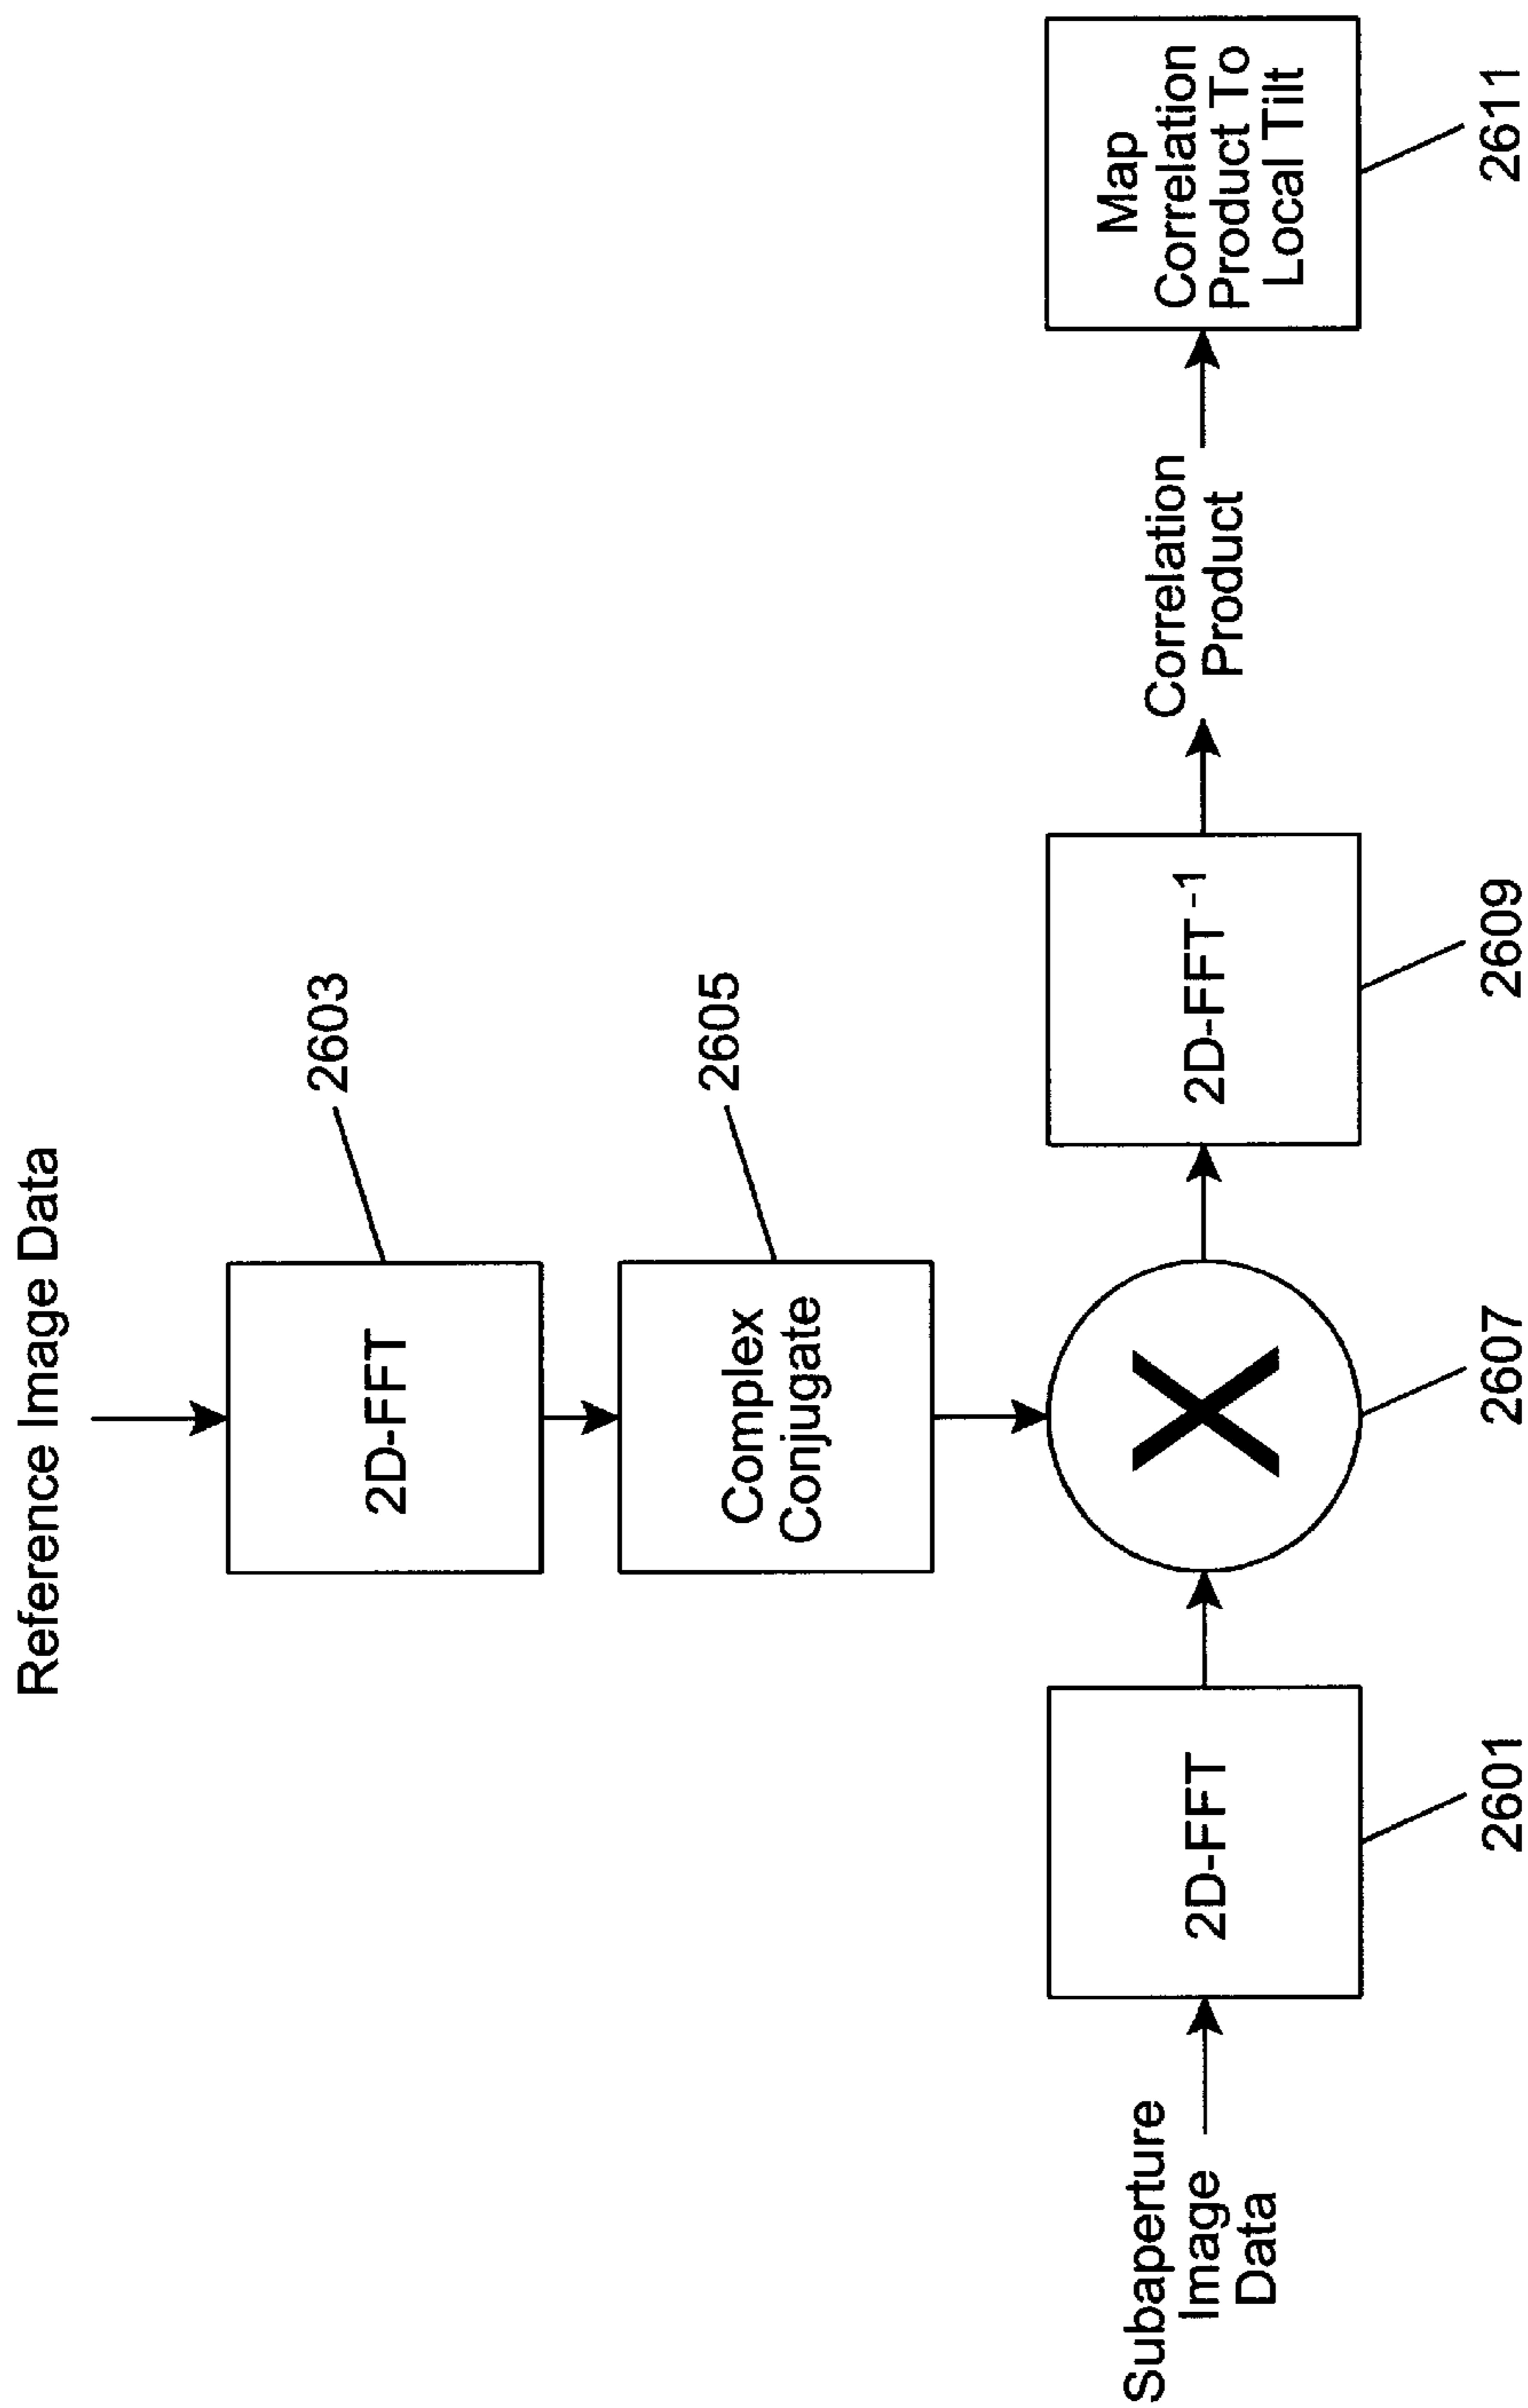 Reference Image Data
2D-FFT
2603
Complex
Conjugate
2605
Subaperture
Image
Data
2D-FFT
2601
X
2607
2D-FFT⁻¹
2609
Correlation
Product
Map
Correlation
Product To
Local Tilt
2611